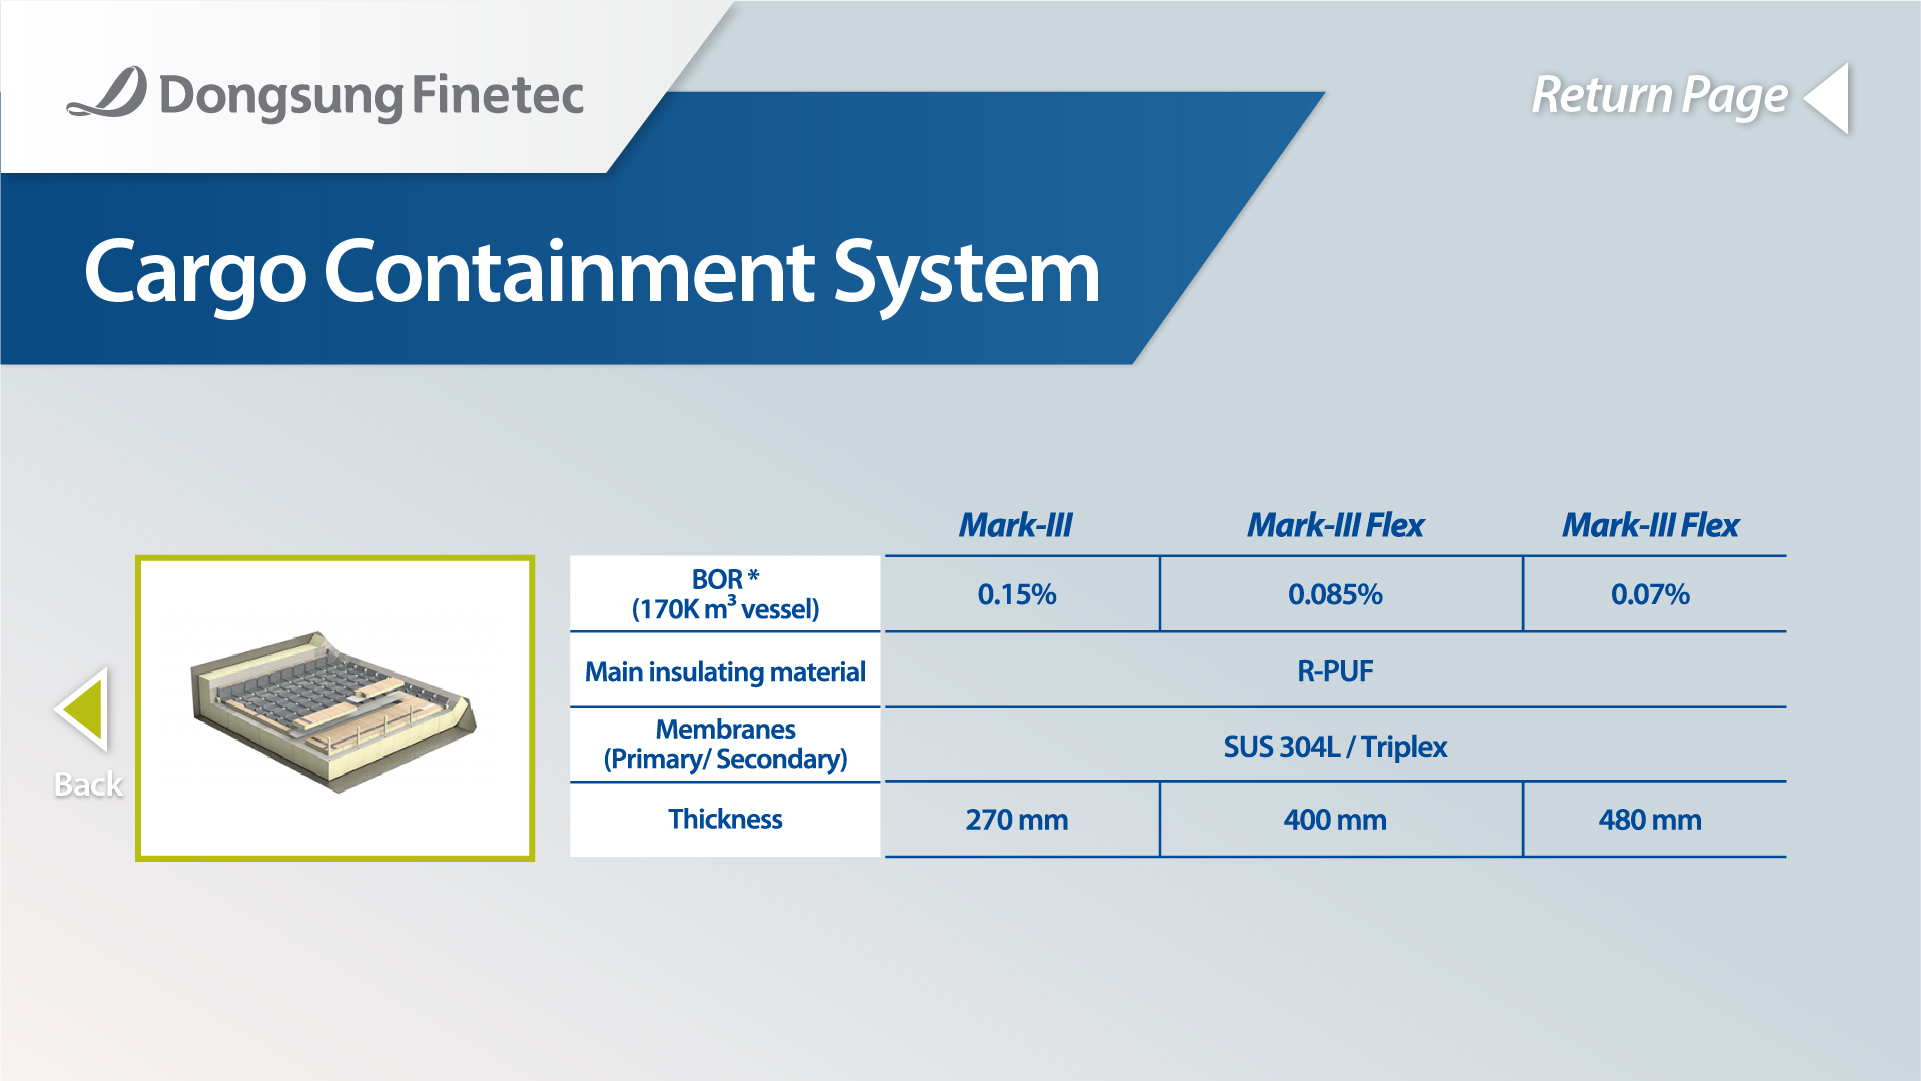 Dongsung Finetec
Return Page
Cargo Containment System
Mark-III Mark-III Flex Mark-III Flex
BOR *
(170K m³ vessel)
0.15% 0.085% 0.07%
Main insulating material R-PUF
Membranes
(Primary/ Secondary)
SUS 304L / Triplex
Thickness 270 mm 400 mm 480 mm
Back